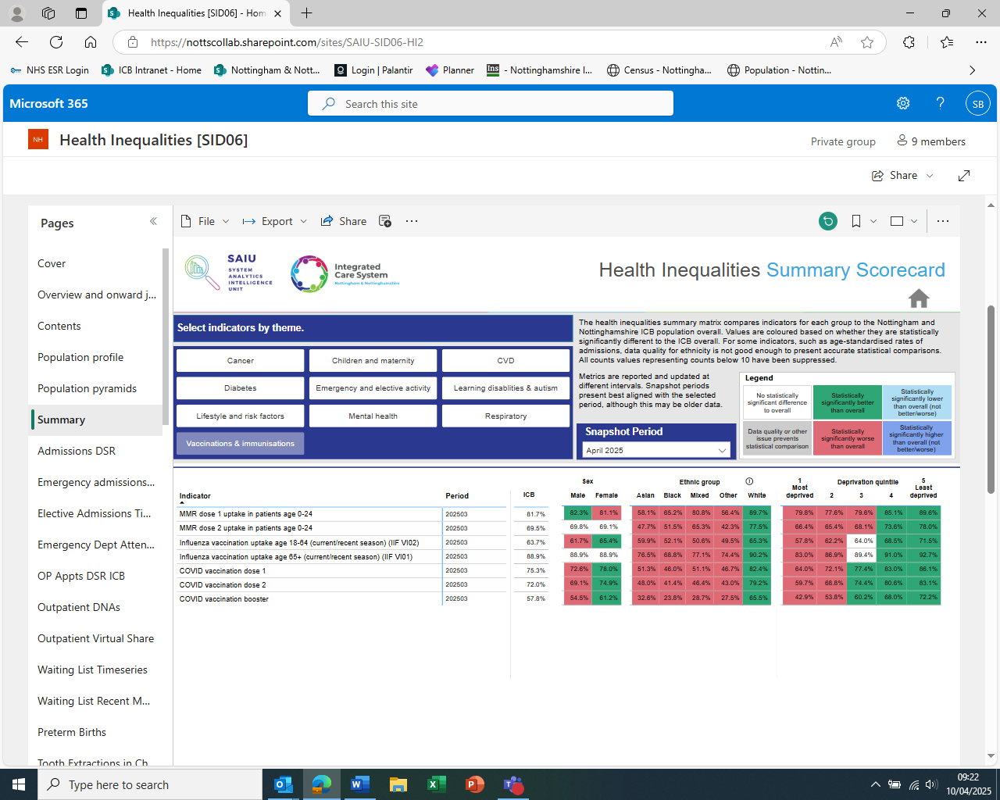 Health Inequalities [SID06] - Hom
https://nottscollab.sharepoint.com/sites/SAIU-SID06-HI2
NHS ESR Login
ICB Intranet - Home
Nottingham & Nott...
Login | Palantir
Planner
Ins
- Nottinghamshire I...
Census - Nottingha...
Population - Nottin...
Microsoft 365
Search this site
SB
NH
Health Inequalities [SID06]
Private group
9 members
Share
Pages
File
Export
Share
Cover
Overview and onward j...
Contents
Population profile
Population pyramids
Summary
Admissions DSR
Emergency admissions...
Elective Admissions Ti...
Emergency Dept Atten...
OP Appts DSR ICB
Outpatient DNAs
Outpatient Virtual Share
Waiting List Timeseries
Waiting List Recent M...
Preterm Births
Tooth Extractions in Ch
SAIU
SYSTEM
ANALYTICS
INTELLIGENCE
UNIT
Integrated
Care System
Nottingham & Nottinghamshire
Health Inequalities Summary Scorecard
Select indicators by theme.
Cancer
Children and maternity
CVD
Diabetes
Emergency and elective activity
Learning disablities & autism
Lifestyle and risk factors
Mental health
Respiratory
Vaccinations & immunisations
The health inequalities summary matrix compares indicators for each group to the Nottingham and
Nottinghamshire ICB population overall. Values are coloured based on whether they are statistically
significantly different to the ICB overall. For some indicators, such as age-standardised rates of
admissions, data quality for ethnicity is not good enough to present accurate statistical comparisons.
All counts values representing counts below 10 have been suppressed.
Metrics are reported and updated at
different intervals. Snapshot periods
present best aligned with the selected
period, although this may be older data.
Snapshot Period
April 2025
Legend
No statistically
significant difference
to overall
Statistically
significantly better
than overall
Statistically
significantly lower
than overall (not
better/worse)
Data quality or other
issue prevents
statistical comparison
Statistically
significantly worse
than overall
Statistically
significantly higher
than overall (not
better/worse)
Sex
Ethnic group
Deprivation quintile
Indicator Period ICB Male Female Asian Black Mixed Other White 1 Most deprived 2 3 4 5 Least deprived
MMR dose 1 uptake in patients age 0-24 202503 81.7% 82.3% 81.1% 58.1% 65.2% 80.8% 56.4% 89.7% 79.8% 77.6% 79.6% 85.1% 89.6%
MMR dose 2 uptake in patients age 0-24 202503 69.5% 69.8% 69.1% 47.7% 51.5% 65.3% 42.3% 77.5% 66.4% 65.4% 68.1% 73.6% 78.0%
Influenza vaccination uptake age 18-64 (current/recent season) (IIF VI02) 202503 63.7% 61.7% 65.4% 59.9% 52.1% 50.6% 49.5% 65.3% 57.8% 62.2% 64.0% 68.5% 71.5%
Influenza vaccination uptake age 65+ (current/recent season) (IIF VI01) 202503 88.9% 88.9% 88.9% 76.5% 68.8% 77.1% 74.4% 90.2% 83.0% 86.9% 89.4% 91.0% 92.7%
COVID vaccination dose 1 202503 75.3% 72.6% 78.0% 51.3% 46.0% 51.1% 46.7% 82.4% 64.0% 72.1% 77.4% 83.0% 86.1%
COVID vaccination dose 2 202503 72.0% 69.1% 74.9% 48.0% 41.4% 46.4% 43.0% 79.2% 59.7% 68.8% 74.4% 80.6% 83.1%
COVID vaccination booster 202503 57.8% 54.5% 61.2% 32.6% 23.8% 28.7% 27.5% 65.5% 42.9% 53.8% 60.2% 68.0% 72.2%
Type here to search
09:22
10/04/2025